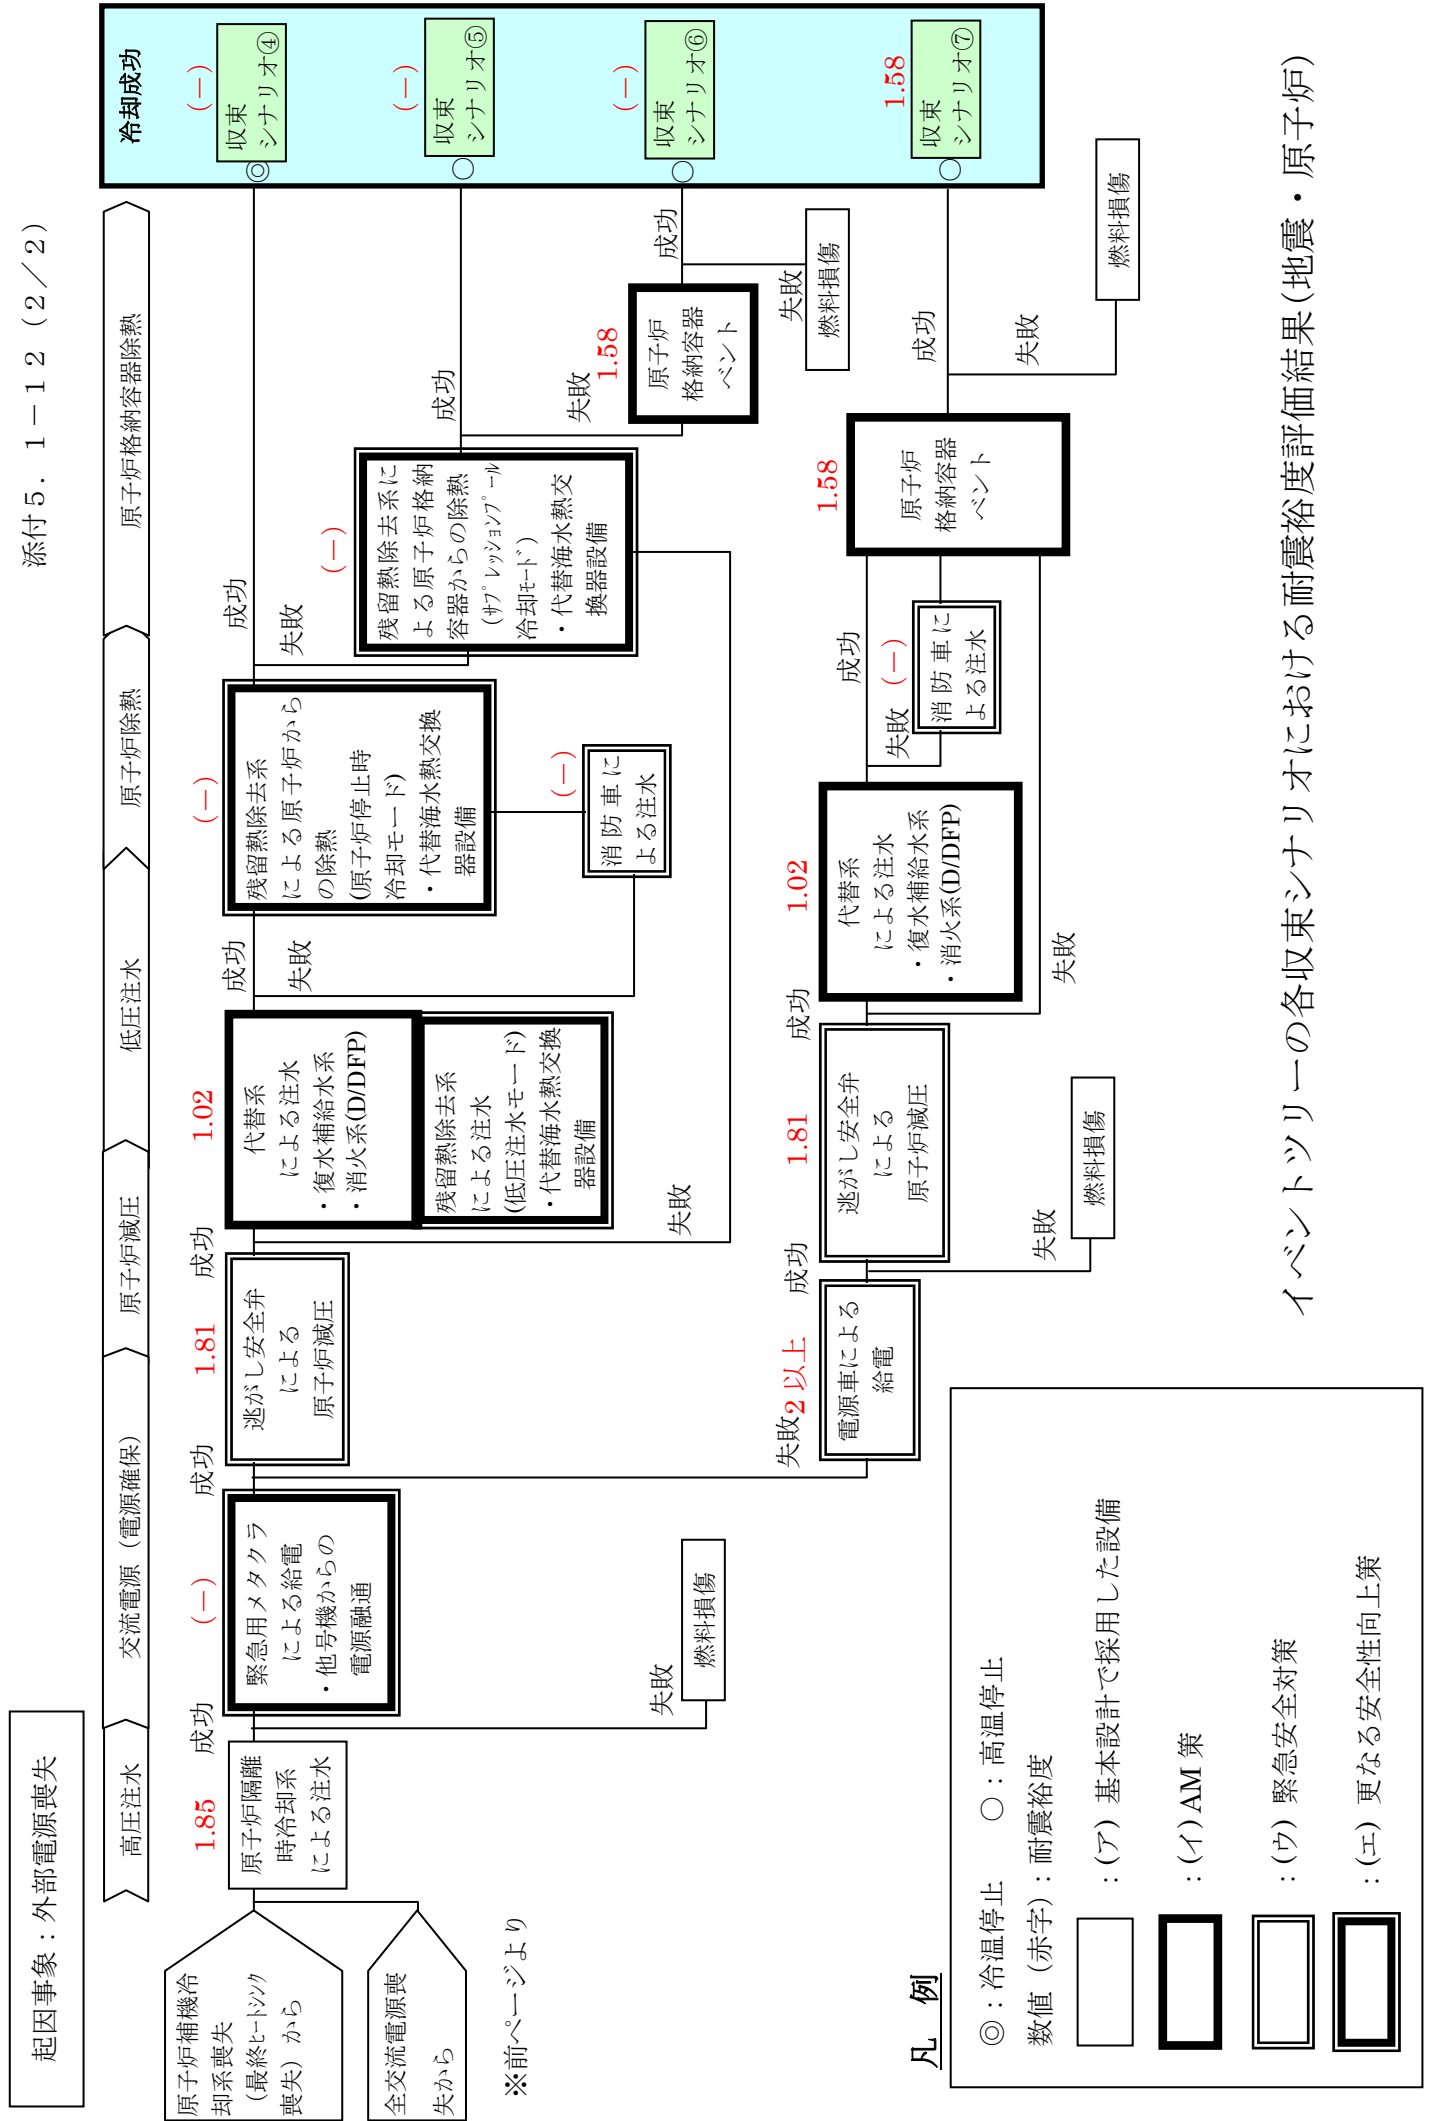 添付５．１－１２（２／２）
起因事象：外部電源喪失
高圧注水
交流電源（電源確保）
原子炉減圧
低圧注水
原子炉除熱
原子炉格納容器除熱
冷却成功
原子炉補機冷
却系喪失
（最終ﾋｰﾄｼﾝｸ
喪失）から
全交流電源喪
失から
※前ページより
1.85
原子炉隔離
時冷却系
による注水
成功
失敗
燃料損傷
(－)
緊急用メタクラ
による給電
・他号機からの
電源融通
成功
失敗
1.81
逃がし安全弁
による
原子炉減圧
成功
失敗
1.02
代替系
による注水
・復水補給水系
・消火系(D/DFP)
残留熱除去系
による注水
(低圧注水モード)
・代替海水熱交換
器設備
成功
失敗
(－)
残留熱除去系
による原子炉から
の除熱
(原子炉停止時
冷却モード)
・代替海水熱交換
器設備
(－)
消防車に
よる注水
成功
失敗
(－)
残留熱除去系に
よる原子炉格納
容器からの除熱
(ｻﾌﾟﾚｯｼｮﾝﾌﾟｰﾙ
冷却ﾓｰﾄﾞ)
・代替海水熱交
換器設備
成功
失敗
1.58
原子炉
格納容器
ベント
成功
失敗
燃料損傷
(－)
収束
シナリオ④
◎
(－)
収束
シナリオ⑤
○
(－)
収束
シナリオ⑥
○
1.58
収束
シナリオ⑦
○
2 以上
電源車による
給電
成功
失敗
燃料損傷
1.81
逃がし安全弁
による
原子炉減圧
成功
失敗
1.02
代替系
による注水
・復水補給水系
・消火系(D/DFP)
成功
失敗
(－)
消防車に
よる注水
1.58
原子炉
格納容器
ベント
成功
失敗
燃料損傷
凡 例
◎：冷温停止 ○：高温停止
数値（赤字）：耐震裕度
：(ア）基本設計で採用した設備
：(イ）AM 策
：(ウ）緊急安全対策
：(エ）更なる安全性向上策
イベントツリーの各収束シナリオにおける耐震裕度評価結果(地震・原子炉)